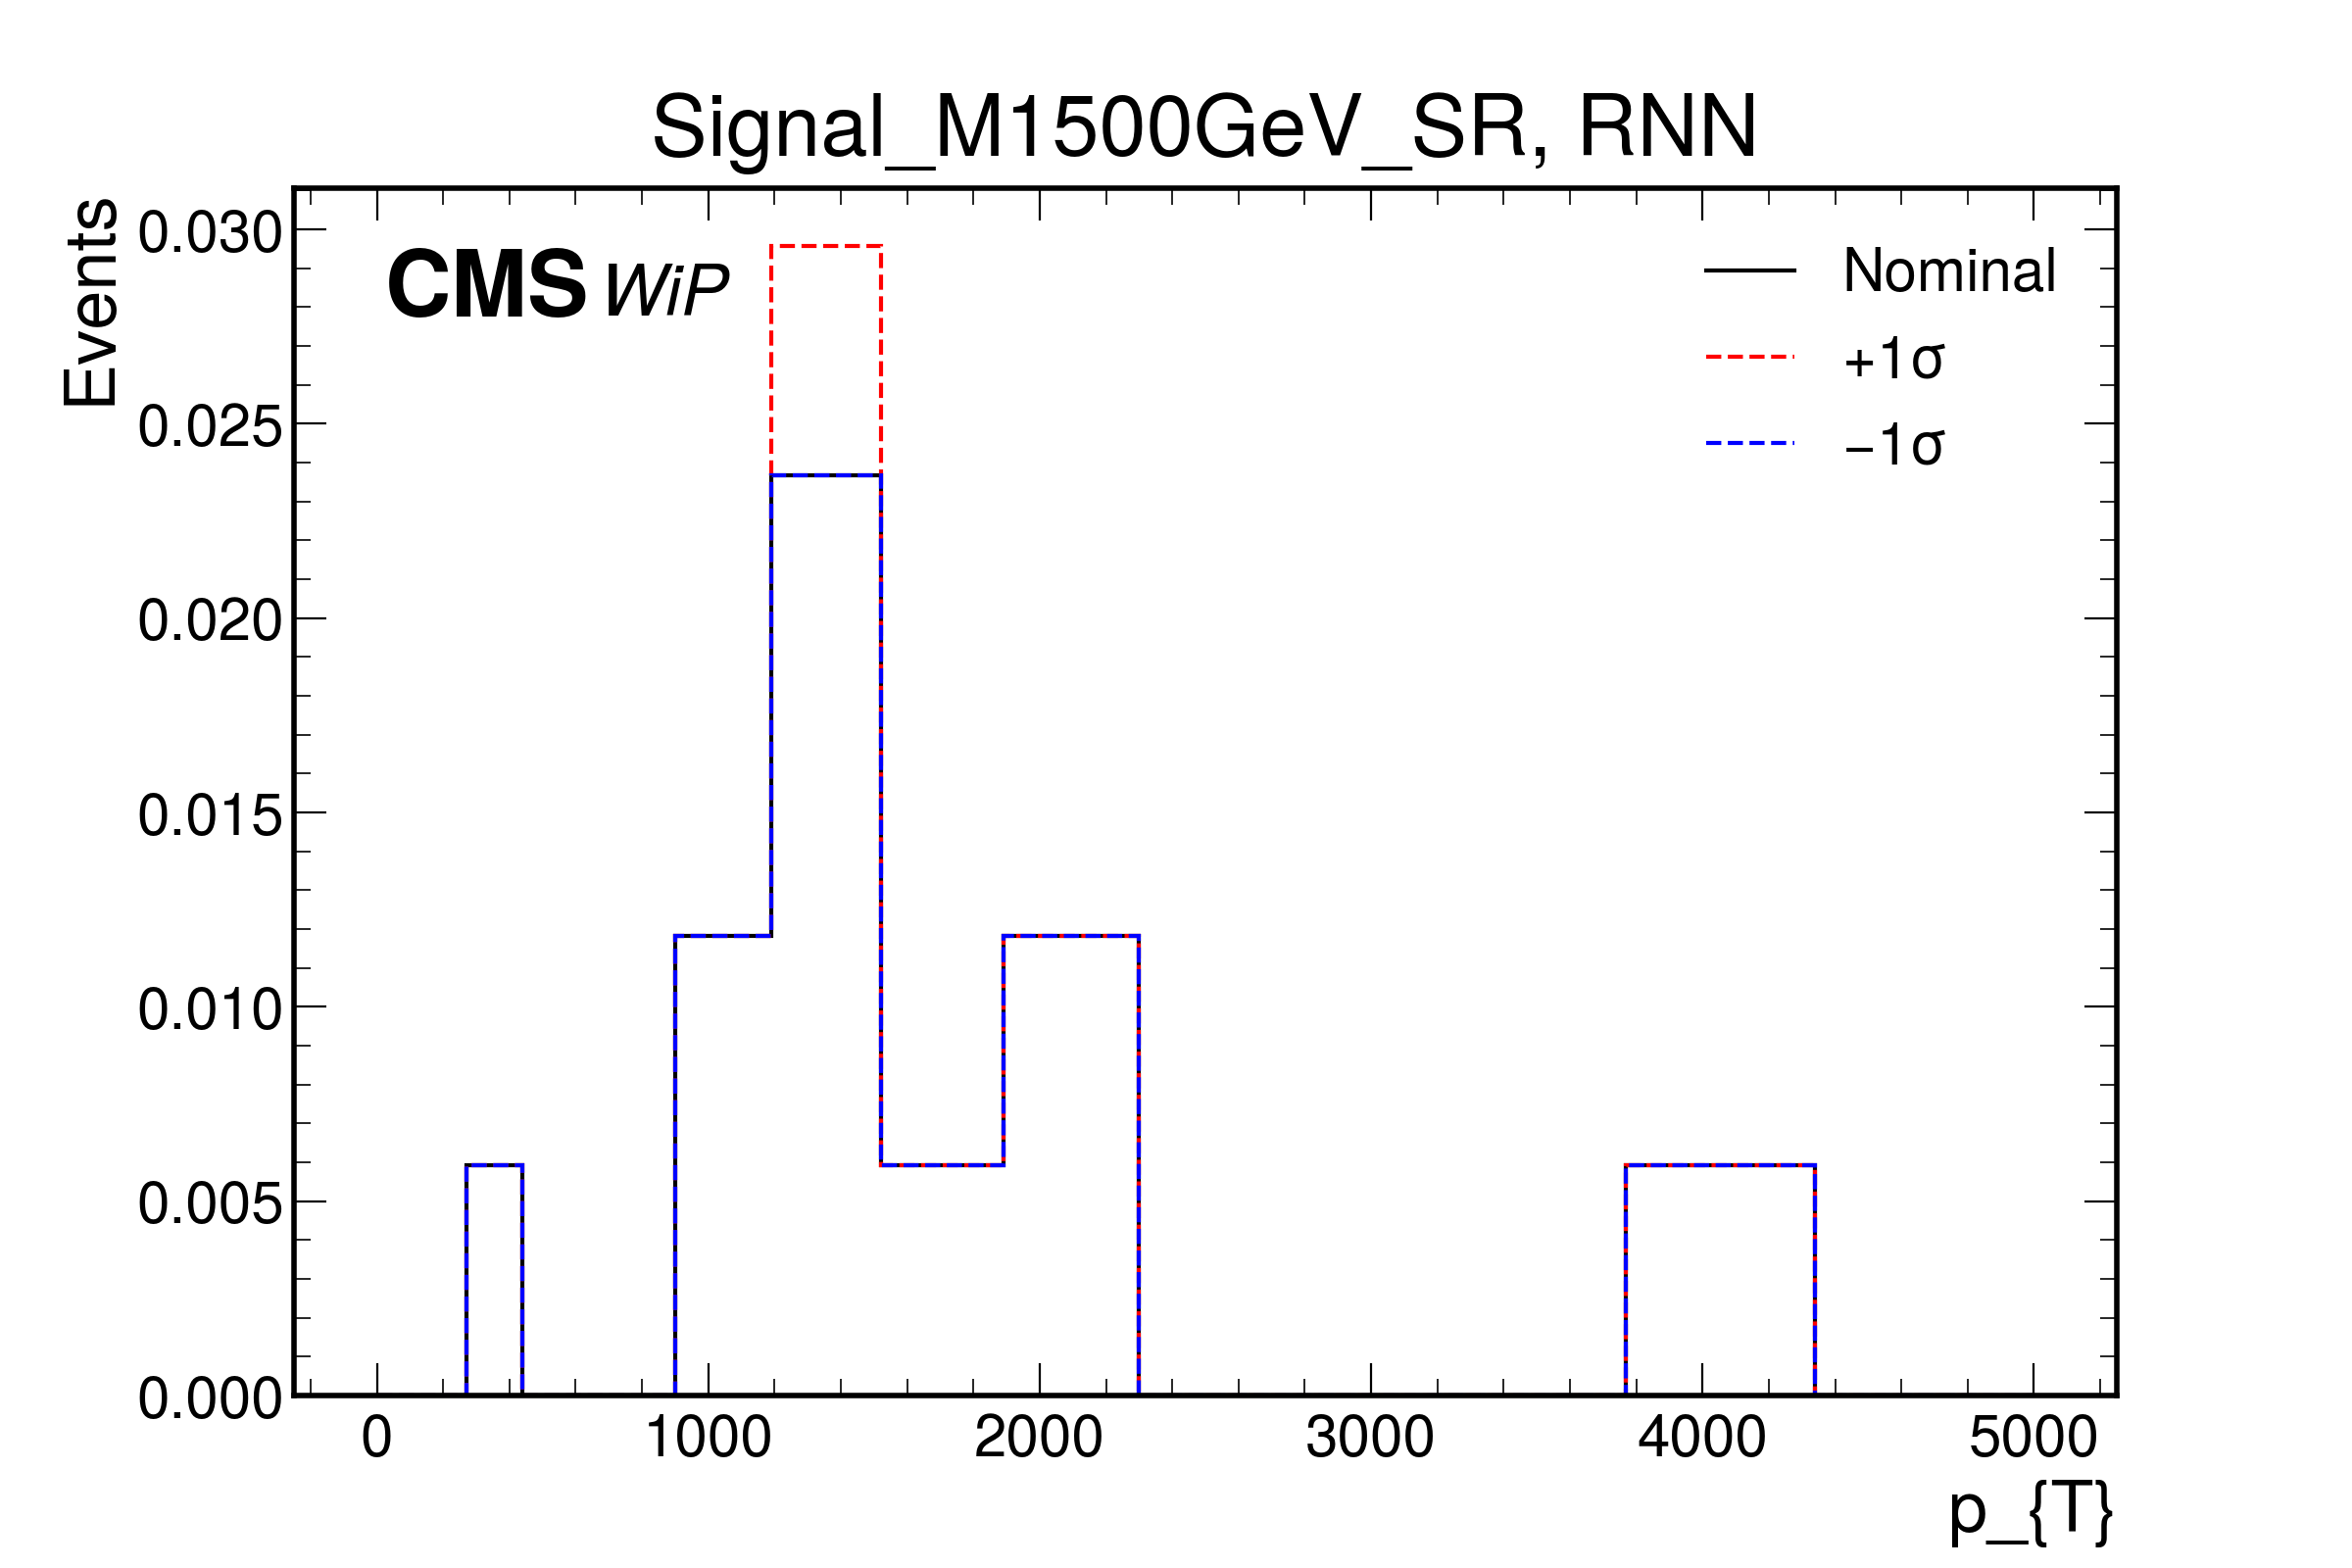 Signal_M1500GeV_SR, RNN
Events
CMS WiP
Nominal
+1σ
−1σ
0.030
0.025
0.020
0.015
0.010
0.005
0.000
0 1000 2000 3000 4000 5000
p_{T}